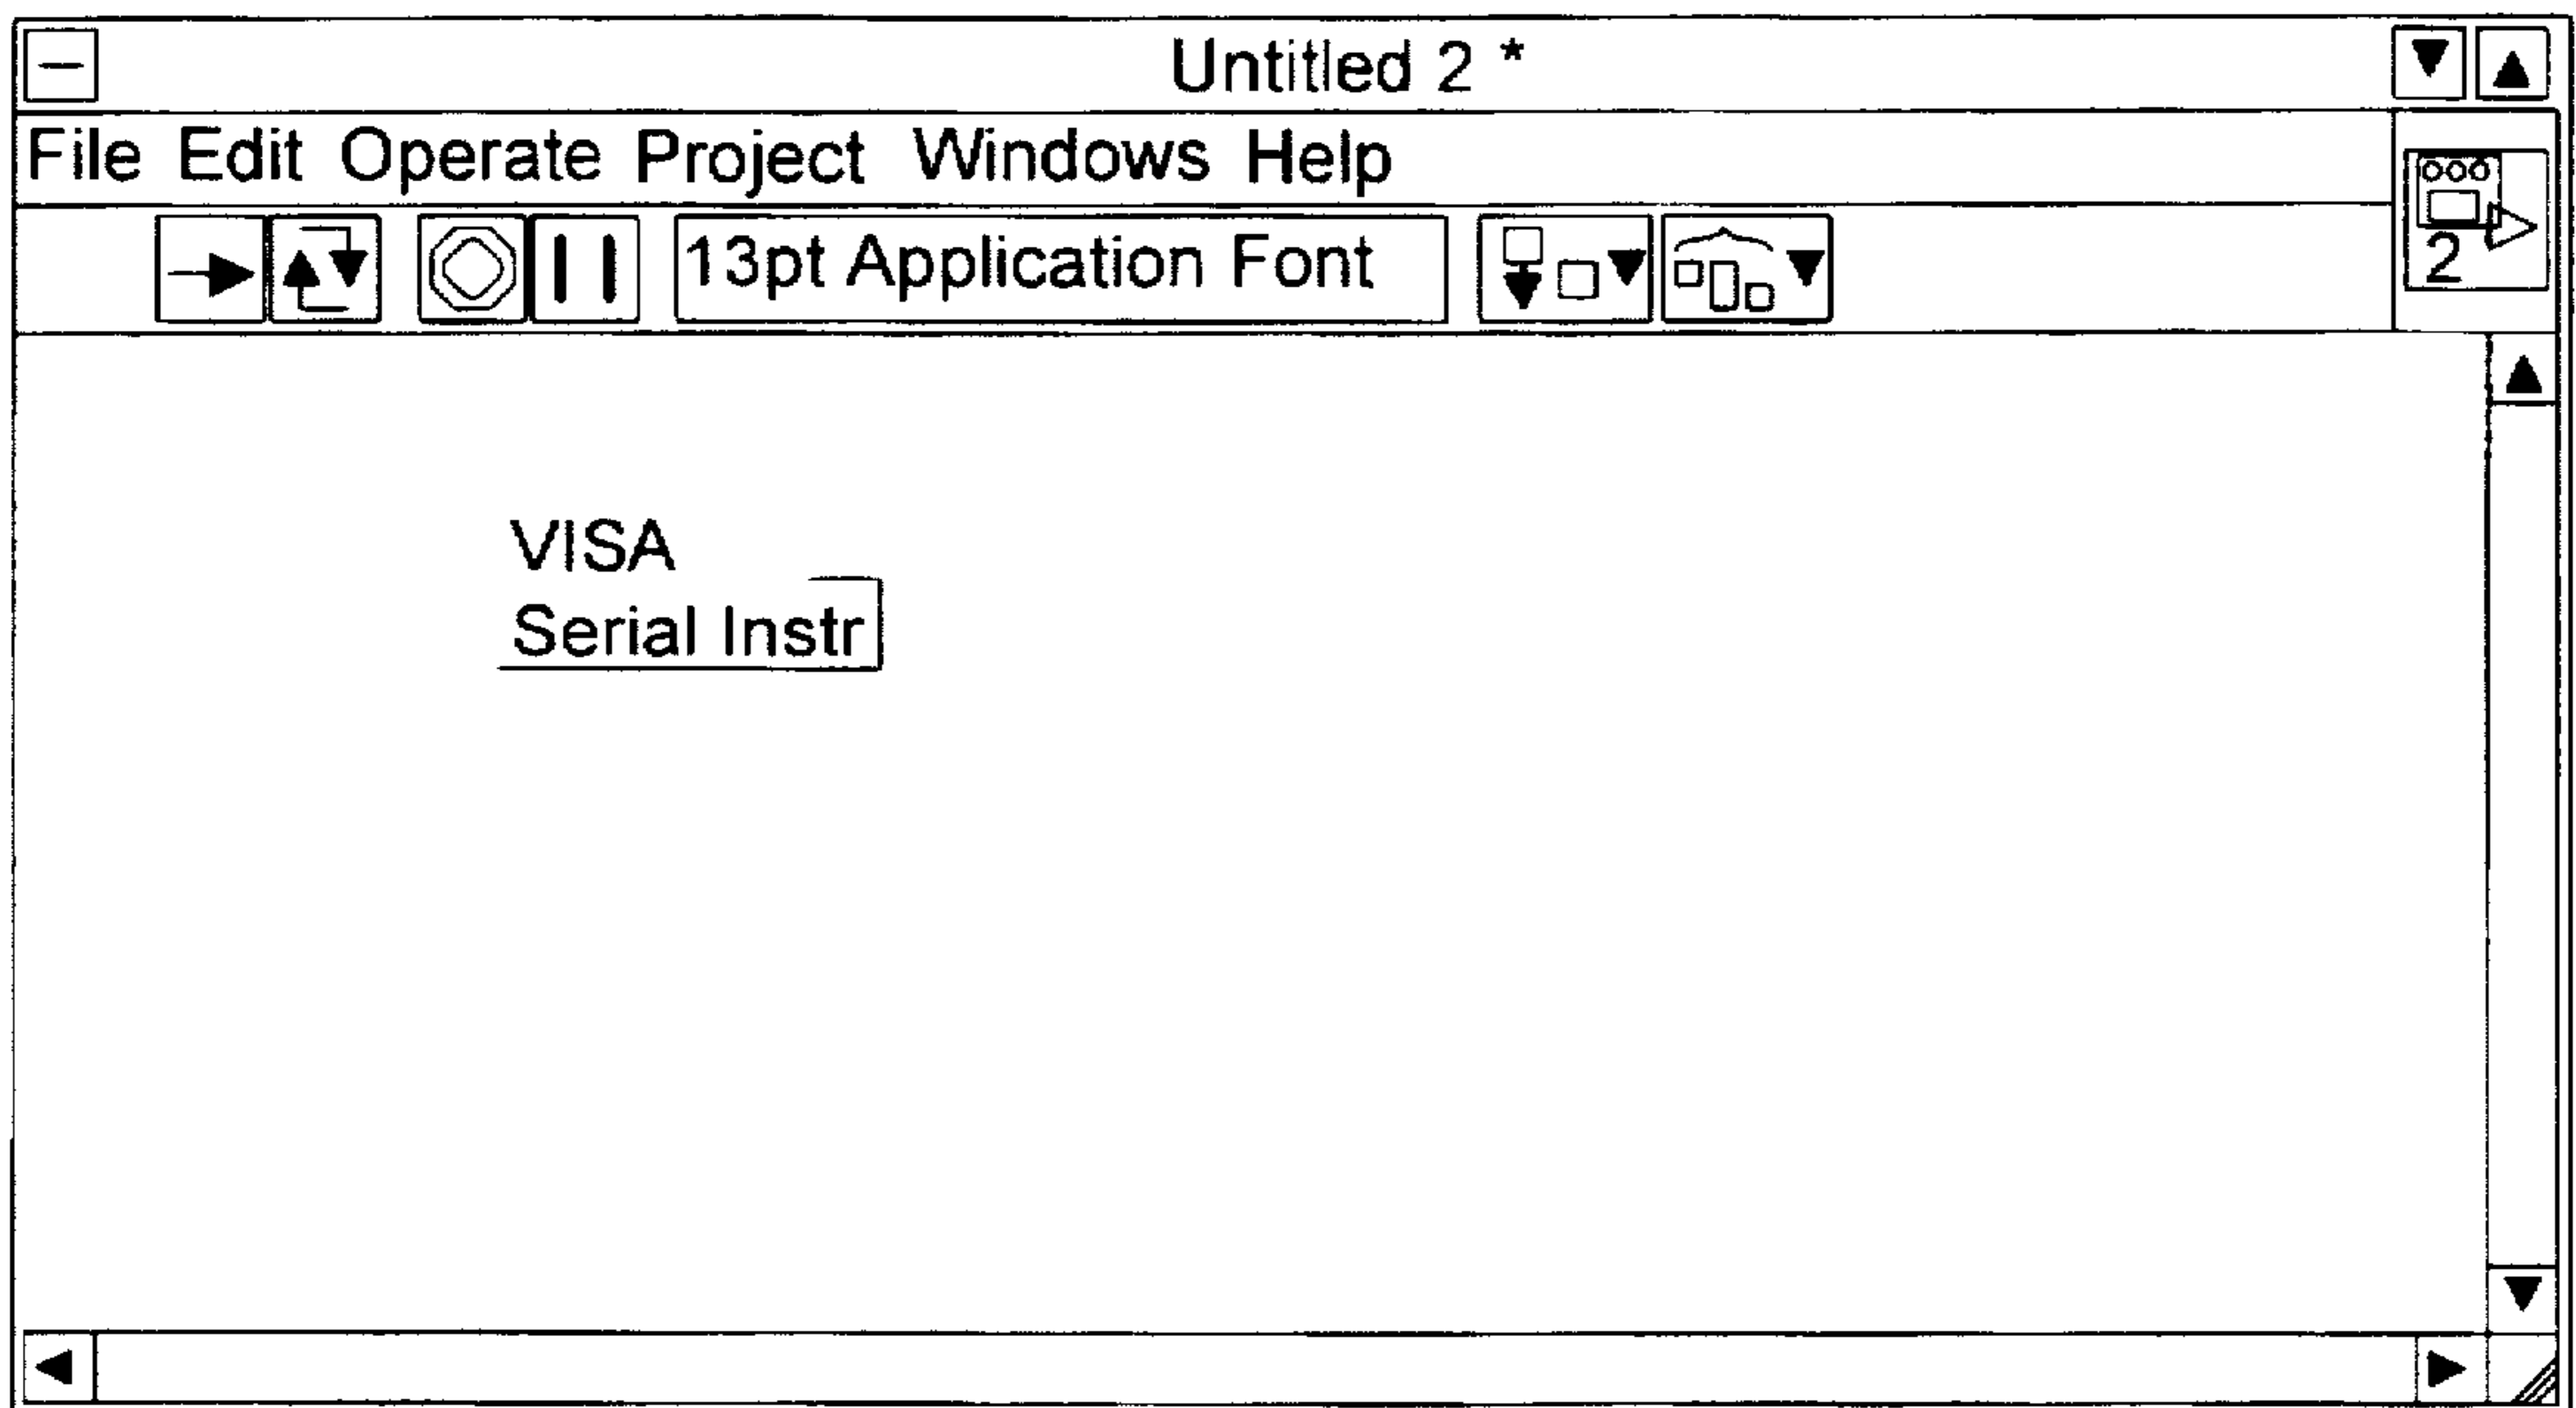 Untitled 2 *
File Edit Operate Project Windows Help
13pt Application Font
2
VISA
Serial Instr